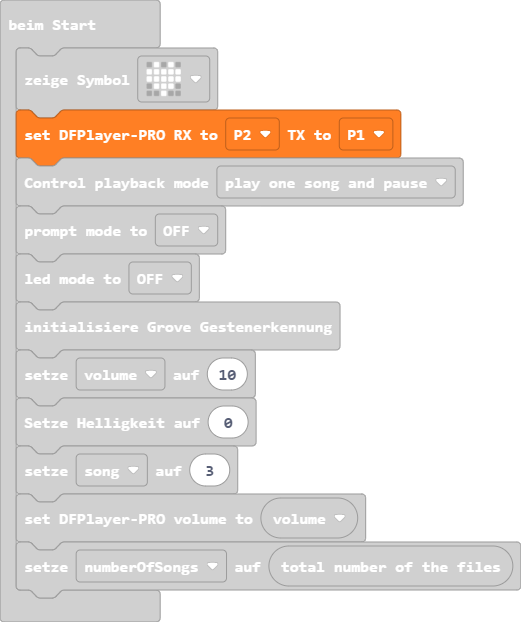 beim Start
zeige Symbol
set DFPlayer-PRO RX to P2 TX to P1
Control playback mode play one song and pause
prompt mode to OFF
led mode to OFF
initialisiere Grove Gestenerkennung
setze volume auf 10
Setze Helligkeit auf 0
setze song auf 3
set DFPlayer-PRO volume to volume
setze numberOfSongs auf total number of the files